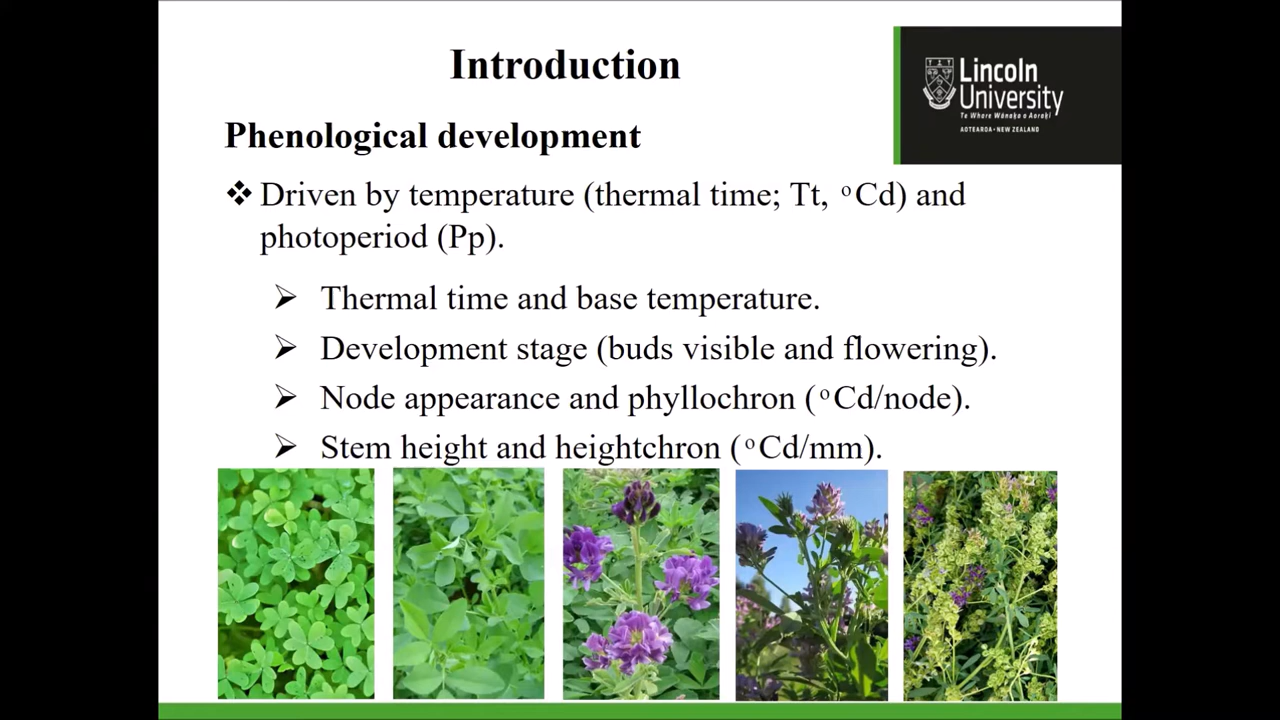 Introduction
Lincoln
University
Te Whare Wānaka o Aoraki
AOTEAROA • NEW ZEALAND
Phenological development
❖ Driven by temperature (thermal time; Tt, ᵒCd) and
photoperiod (Pp).
➢ Thermal time and base temperature.
➢ Development stage (buds visible and flowering).
➢ Node appearance and phyllochron (ᵒCd/node).
➢ Stem height and heightchron (ᵒCd/mm).